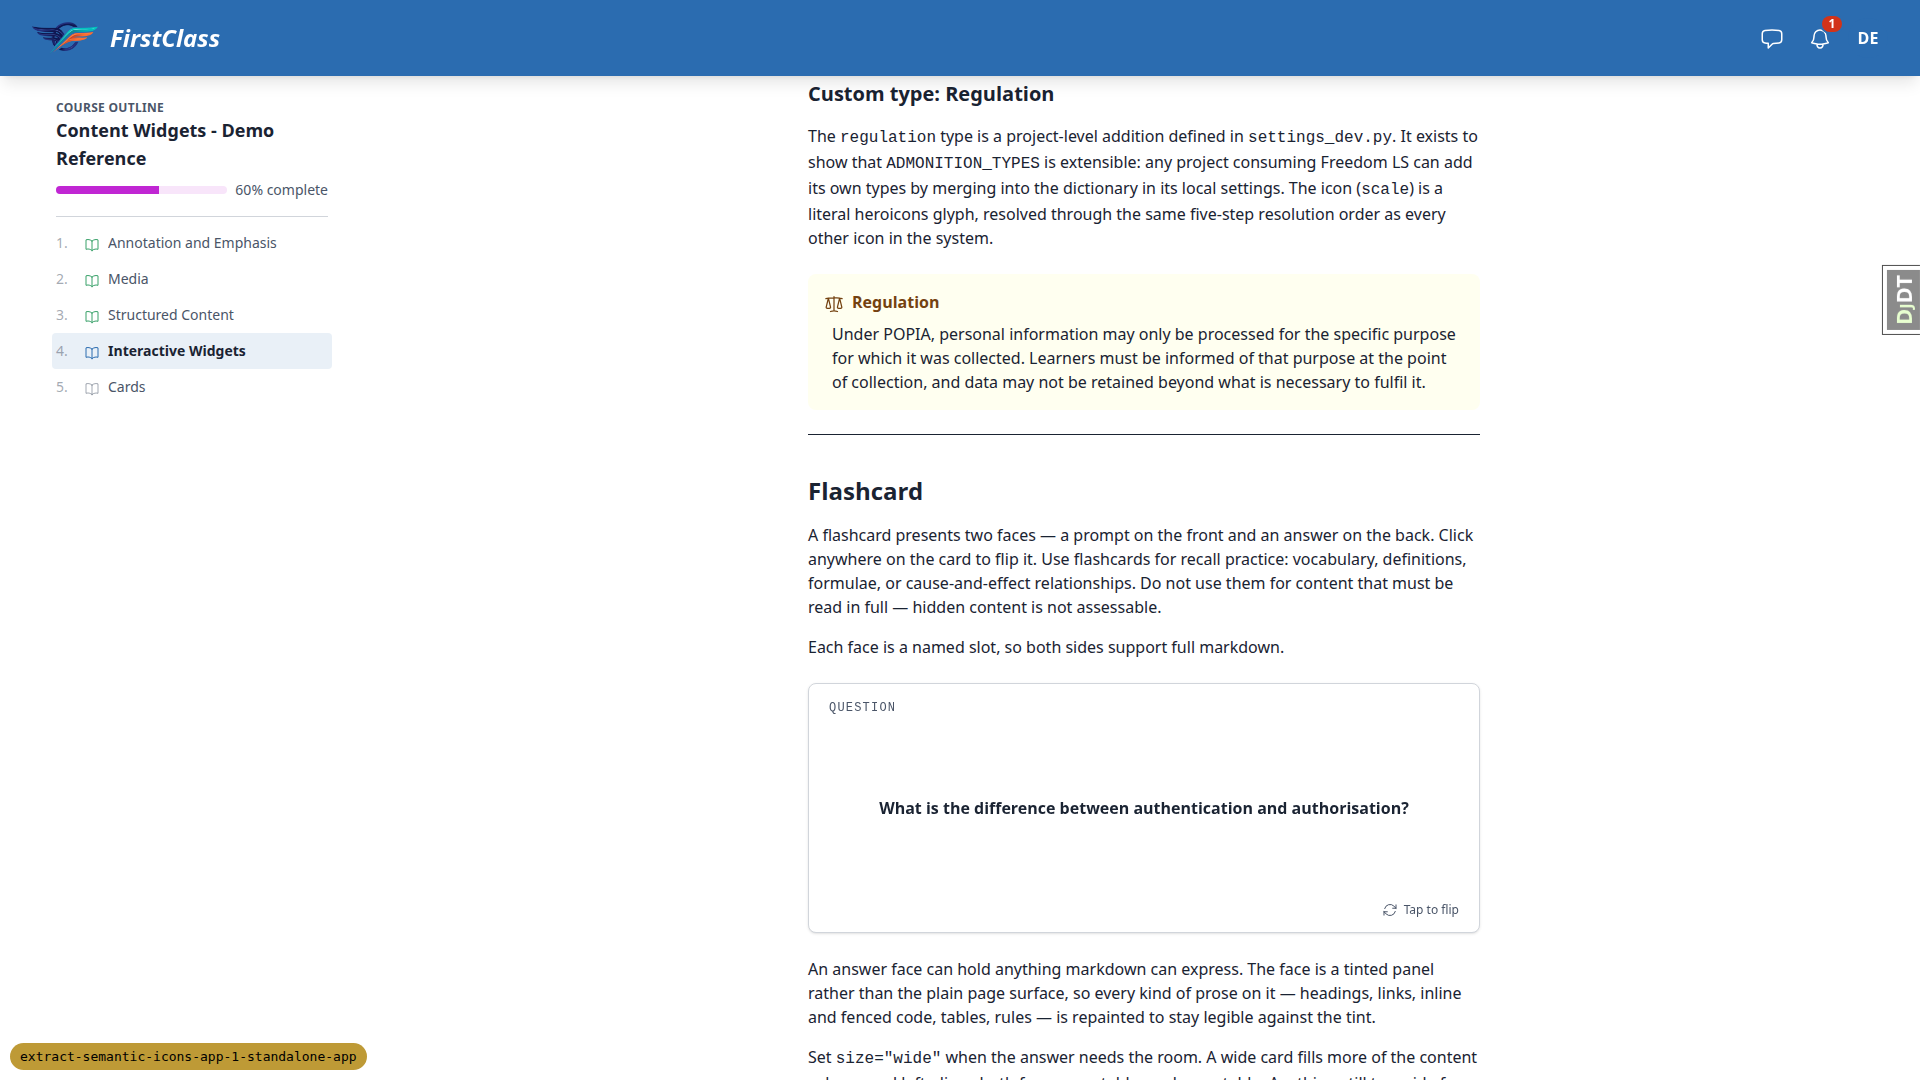 FirstClass
1
DE
COURSE OUTLINE
Content Widgets - Demo
Reference
60% complete
1. Annotation and Emphasis
2. Media
3. Structured Content
4. Interactive Widgets
5. Cards
Custom type: Regulation
The regulation type is a project-level addition defined in settings_dev.py. It exists to
show that ADMONITION_TYPES is extensible: any project consuming Freedom LS can add
its own types by merging into the dictionary in its local settings. The icon (scale) is a
literal heroicons glyph, resolved through the same five-step resolution order as every
other icon in the system.
Regulation
Under POPIA, personal information may only be processed for the specific purpose
for which it was collected. Learners must be informed of that purpose at the point
of collection, and data may not be retained beyond what is necessary to fulfil it.
Flashcard
A flashcard presents two faces — a prompt on the front and an answer on the back. Click
anywhere on the card to flip it. Use flashcards for recall practice: vocabulary, definitions,
formulae, or cause-and-effect relationships. Do not use them for content that must be
read in full — hidden content is not assessable.
Each face is a named slot, so both sides support full markdown.
QUESTION
What is the difference between authentication and authorisation?
Tap to flip
An answer face can hold anything markdown can express. The face is a tinted panel
rather than the plain page surface, so every kind of prose on it — headings, links, inline
and fenced code, tables, rules — is repainted to stay legible against the tint.
Set size="wide" when the answer needs the room. A wide card fills more of the content
DJDT
extract-semantic-icons-app-1-standalone-app